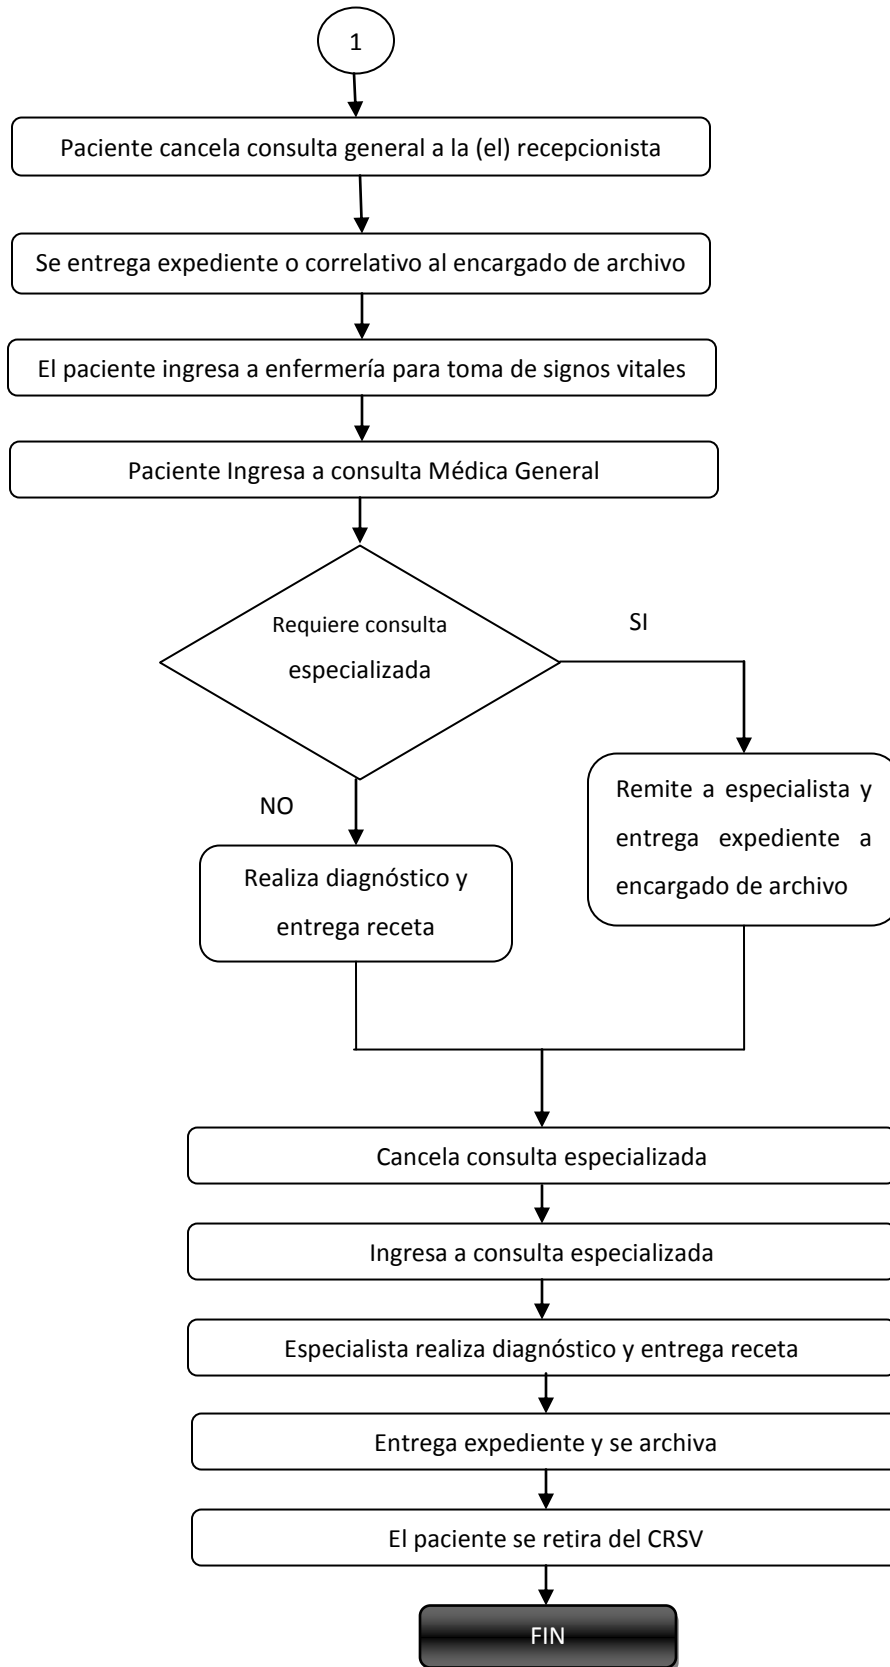 1
Paciente cancela consulta general a la (el) recepcionista
Se entrega expediente o correlativo al encargado de archivo
El paciente ingresa a enfermería para toma de signos vitales
Paciente Ingresa a consulta Médica General
Requiere consulta
especializada
SI
NO
Remite a especialista y
entrega expediente a
encargado de archivo
Realiza diagnóstico y
entrega receta
Cancela consulta especializada
Ingresa a consulta especializada
Especialista realiza diagnóstico y entrega receta
Entrega expediente y se archiva
El paciente se retira del CRSV
FIN